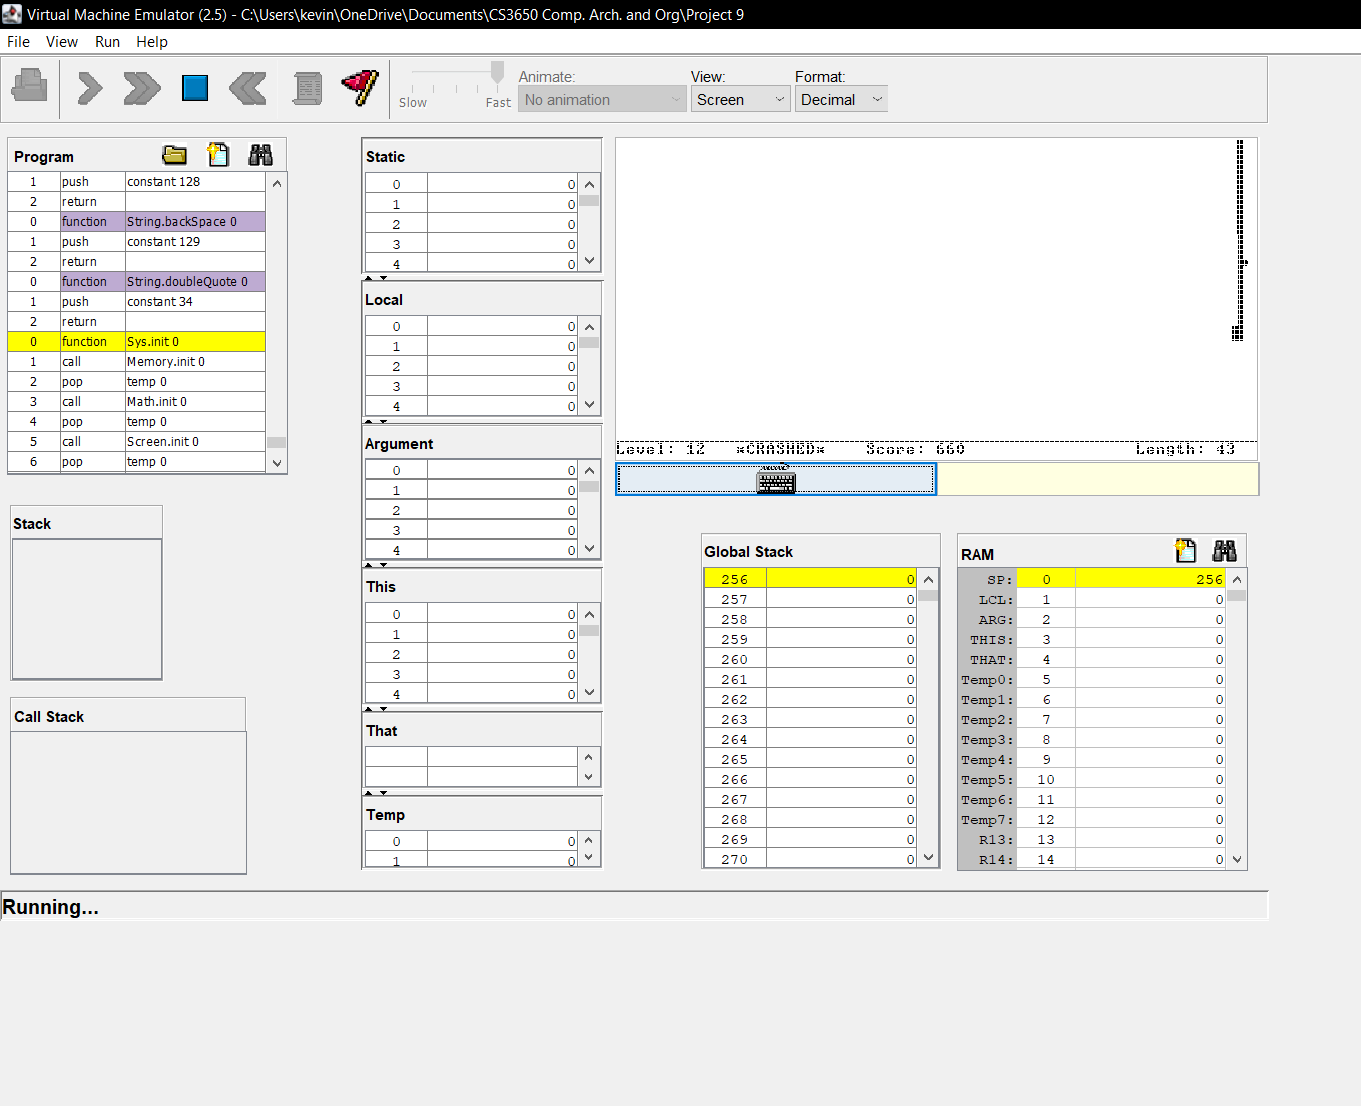 Virtual Machine Emulator (2.5) - C:\Users\kevin\OneDrive\Documents\CS3650 Comp. Arch. and Org\Project 9
File View Run Help
Slow Fast
Animate:
No animation
View:
Screen
Format:
Decimal
Program
1 push constant 128
2 return
0 function String.backSpace 0
1 push constant 129
2 return
0 function String.doubleQuote 0
1 push constant 34
2 return
0 function Sys.init 0
1 call Memory.init 0
2 pop temp 0
3 call Math.init 0
4 pop temp 0
5 call Screen.init 0
6 pop temp 0
Stack
Call Stack
Static
0 0
1 0
2 0
3 0
4 0
Local
0 0
1 0
2 0
3 0
4 0
Argument
0 0
1 0
2 0
3 0
4 0
This
0 0
1 0
2 0
3 0
4 0
That
Temp
0 0
1 0
Level: 12 *CRASHED* Score: 660 Length: 43
Global Stack
256 0
257 0
258 0
259 0
260 0
261 0
262 0
263 0
264 0
265 0
266 0
267 0
268 0
269 0
270 0
RAM
SP: 0 256
LCL: 1 0
ARG: 2 0
THIS: 3 0
THAT: 4 0
Temp0: 5 0
Temp1: 6 0
Temp2: 7 0
Temp3: 8 0
Temp4: 9 0
Temp5: 10 0
Temp6: 11 0
Temp7: 12 0
R13: 13 0
R14: 14 0
Running...